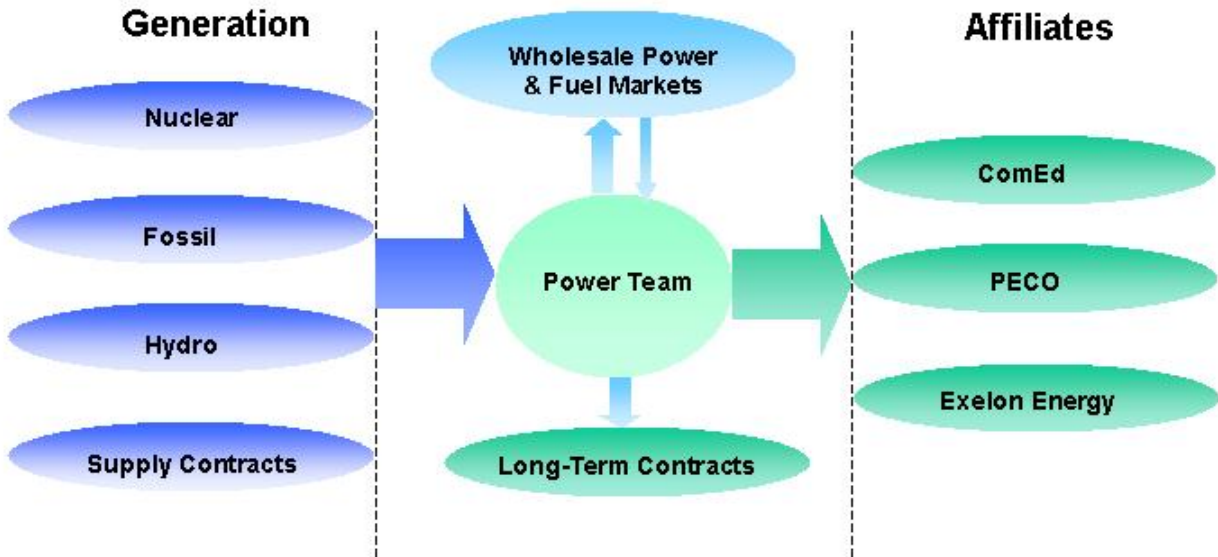 Generation
Nuclear
Fossil
Hydro
Supply Contracts
Wholesale Power
& Fuel Markets
Power Team
Long-Term Contracts
Affiliates
ComEd
PECO
Exelon Energy